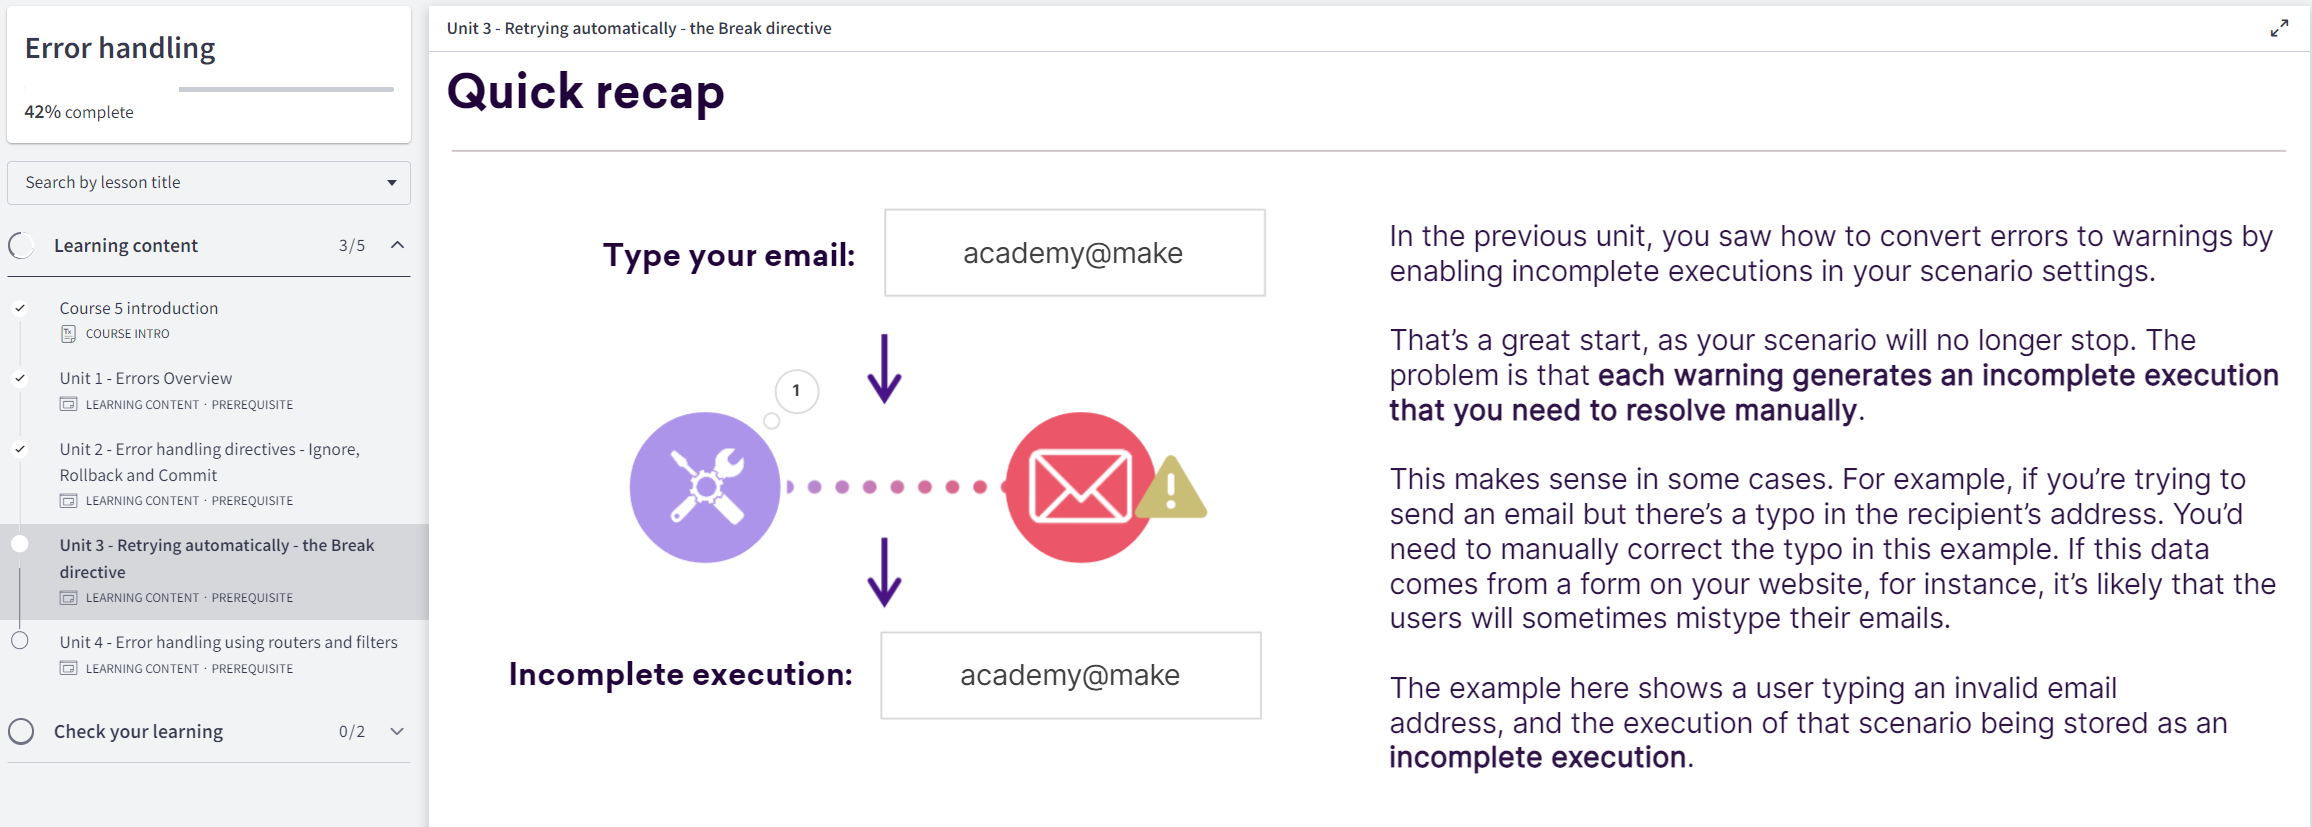 Error handling
42% complete
Search by lesson title
Learning content 3/5
Course 5 introduction
COURSE INTRO
Unit 1 - Errors Overview
LEARNING CONTENT · PREREQUISITE
Unit 2 - Error handling directives - Ignore,
Rollback and Commit
LEARNING CONTENT · PREREQUISITE
Unit 3 - Retrying automatically - the Break
directive
LEARNING CONTENT · PREREQUISITE
Unit 4 - Error handling using routers and filters
LEARNING CONTENT · PREREQUISITE
Check your learning 0/2
Unit 3 - Retrying automatically - the Break directive
Quick recap
Type your email: academy@make
1
Incomplete execution: academy@make
In the previous unit, you saw how to convert errors to warnings by
enabling incomplete executions in your scenario settings.
That's a great start, as your scenario will no longer stop. The
problem is that each warning generates an incomplete execution
that you need to resolve manually.
This makes sense in some cases. For example, if you're trying to
send an email but there's a typo in the recipient's address. You'd
need to manually correct the typo in this example. If this data
comes from a form on your website, for instance, it's likely that the
users will sometimes mistype their emails.
The example here shows a user typing an invalid email
address, and the execution of that scenario being stored as an
incomplete execution.